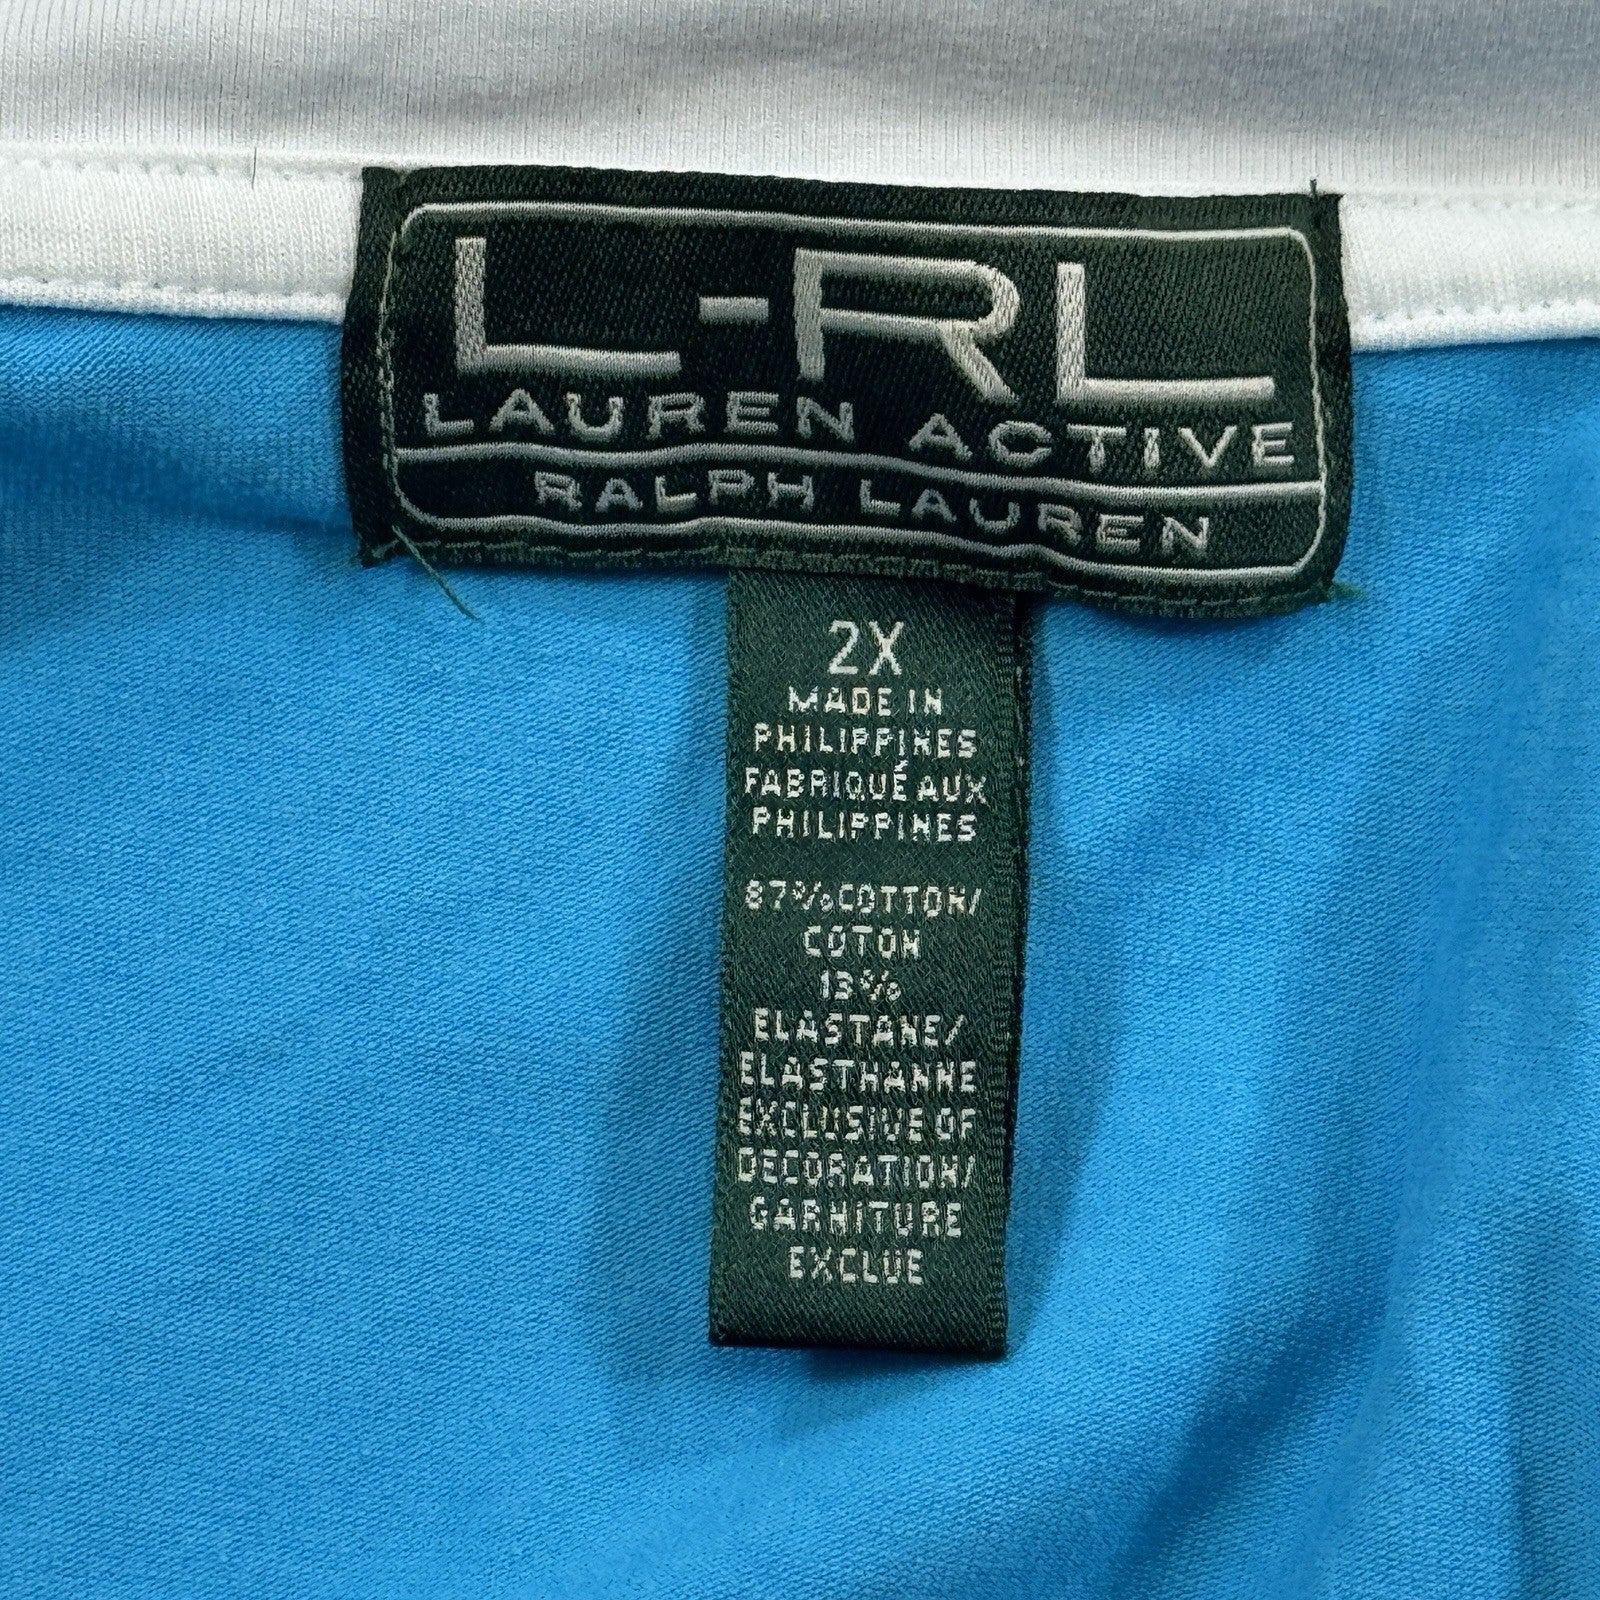 L-RL
LAUREN ACTIVE
RALPH LAUREN
2X
MADE IN
PHILIPPINES
FABRIQUÉ AUX
PHILIPPINES
87% COTTON/
COTON
13%
ELASTANE/
ELASTHANNE
EXCLUSIVE OF
DECORATION/
GARNITURE
EXCLUE